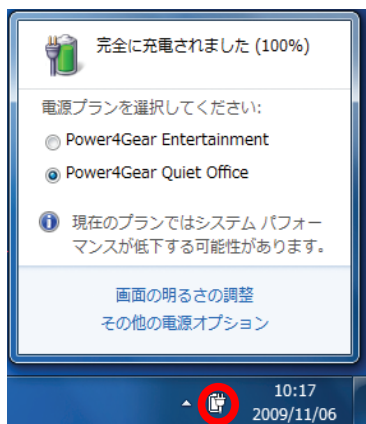 完全に充電されました (100%)
電源プランを選択してください:
Power4Gear Entertainment
Power4Gear Quiet Office
現在のプランではシステム パフォー
マンスが低下する可能性があります。
画面の明るさの調整
その他の電源オプション
10:17
2009/11/06